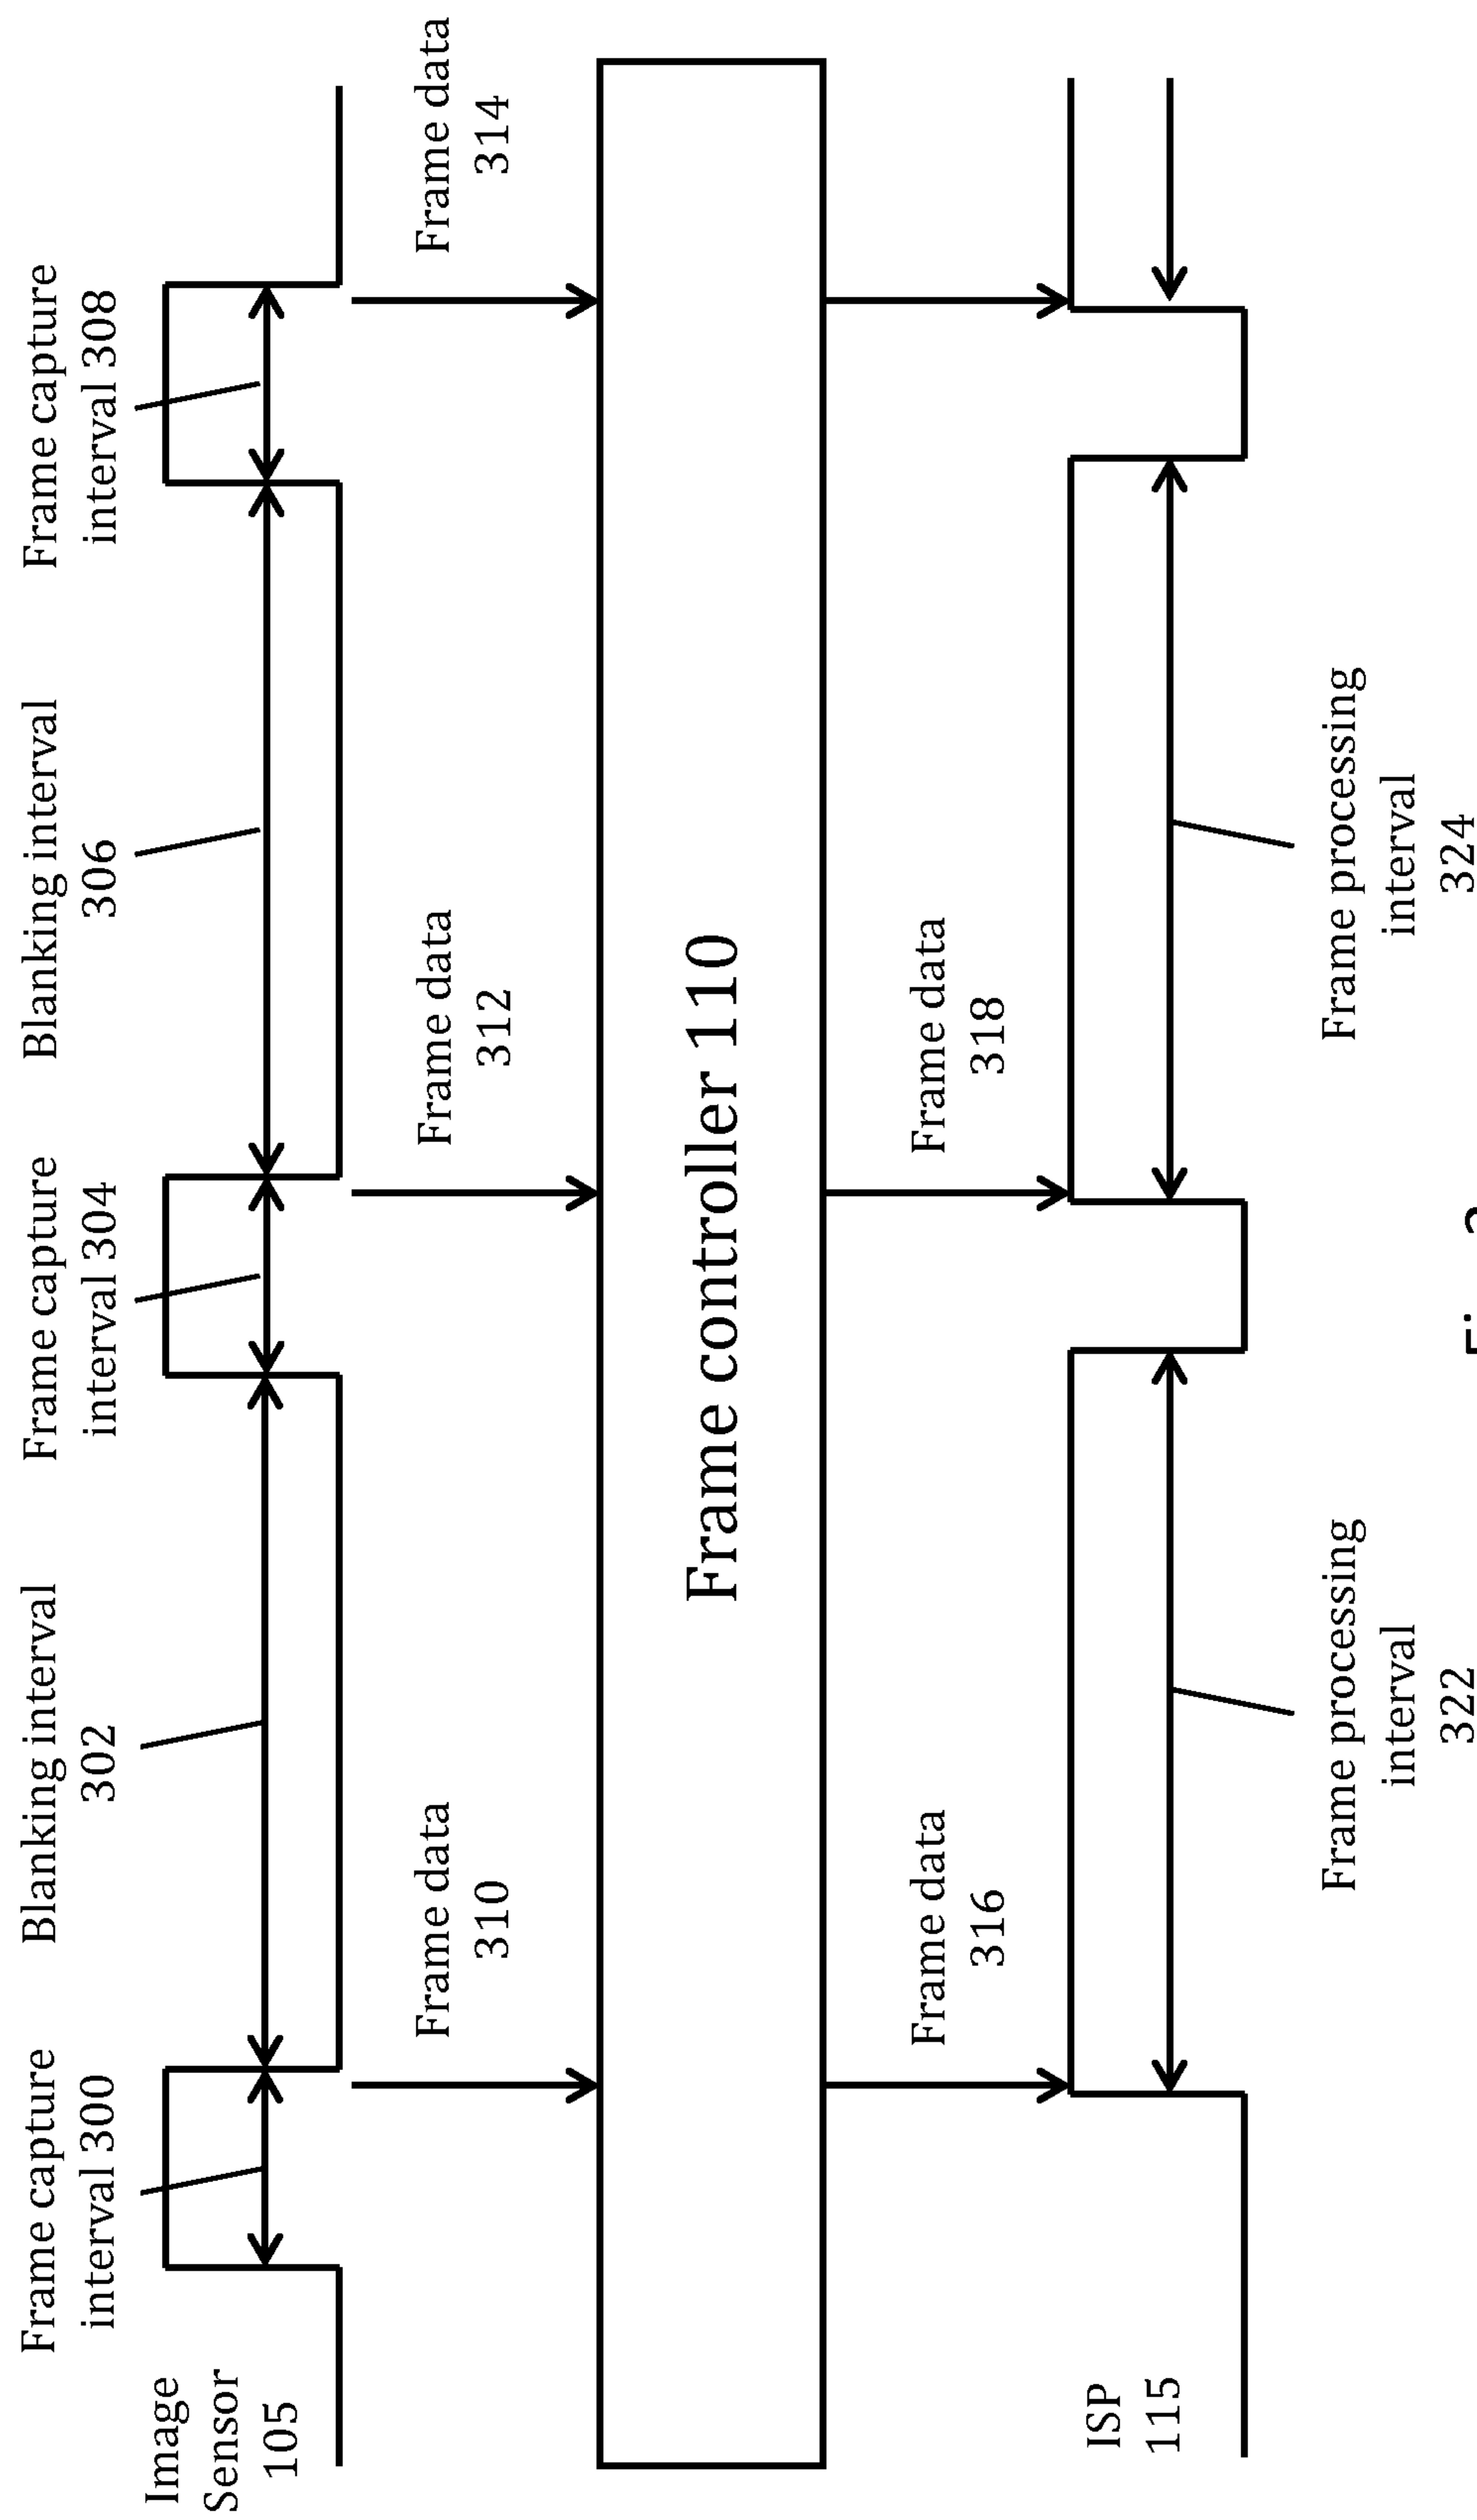 Frame capture
interval 300
Blanking interval
302
Frame capture
interval 304
Blanking interval
306
Frame capture
interval 308
Image
Sensor
105
Frame data
310
Frame data
312
Frame data
314
Frame controller 110
Frame data
316
Frame data
318
ISP
115
Frame processing
interval
322
Frame processing
interval
324